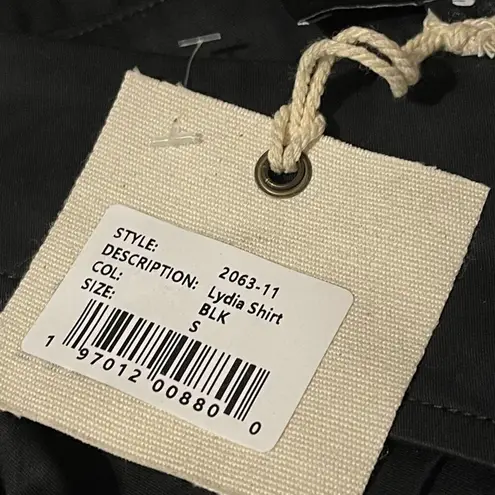 STYLE: 2063-11
DESCRIPTION: Lydia Shirt
COL: BLK
SIZE: S
1 97012 00880 0